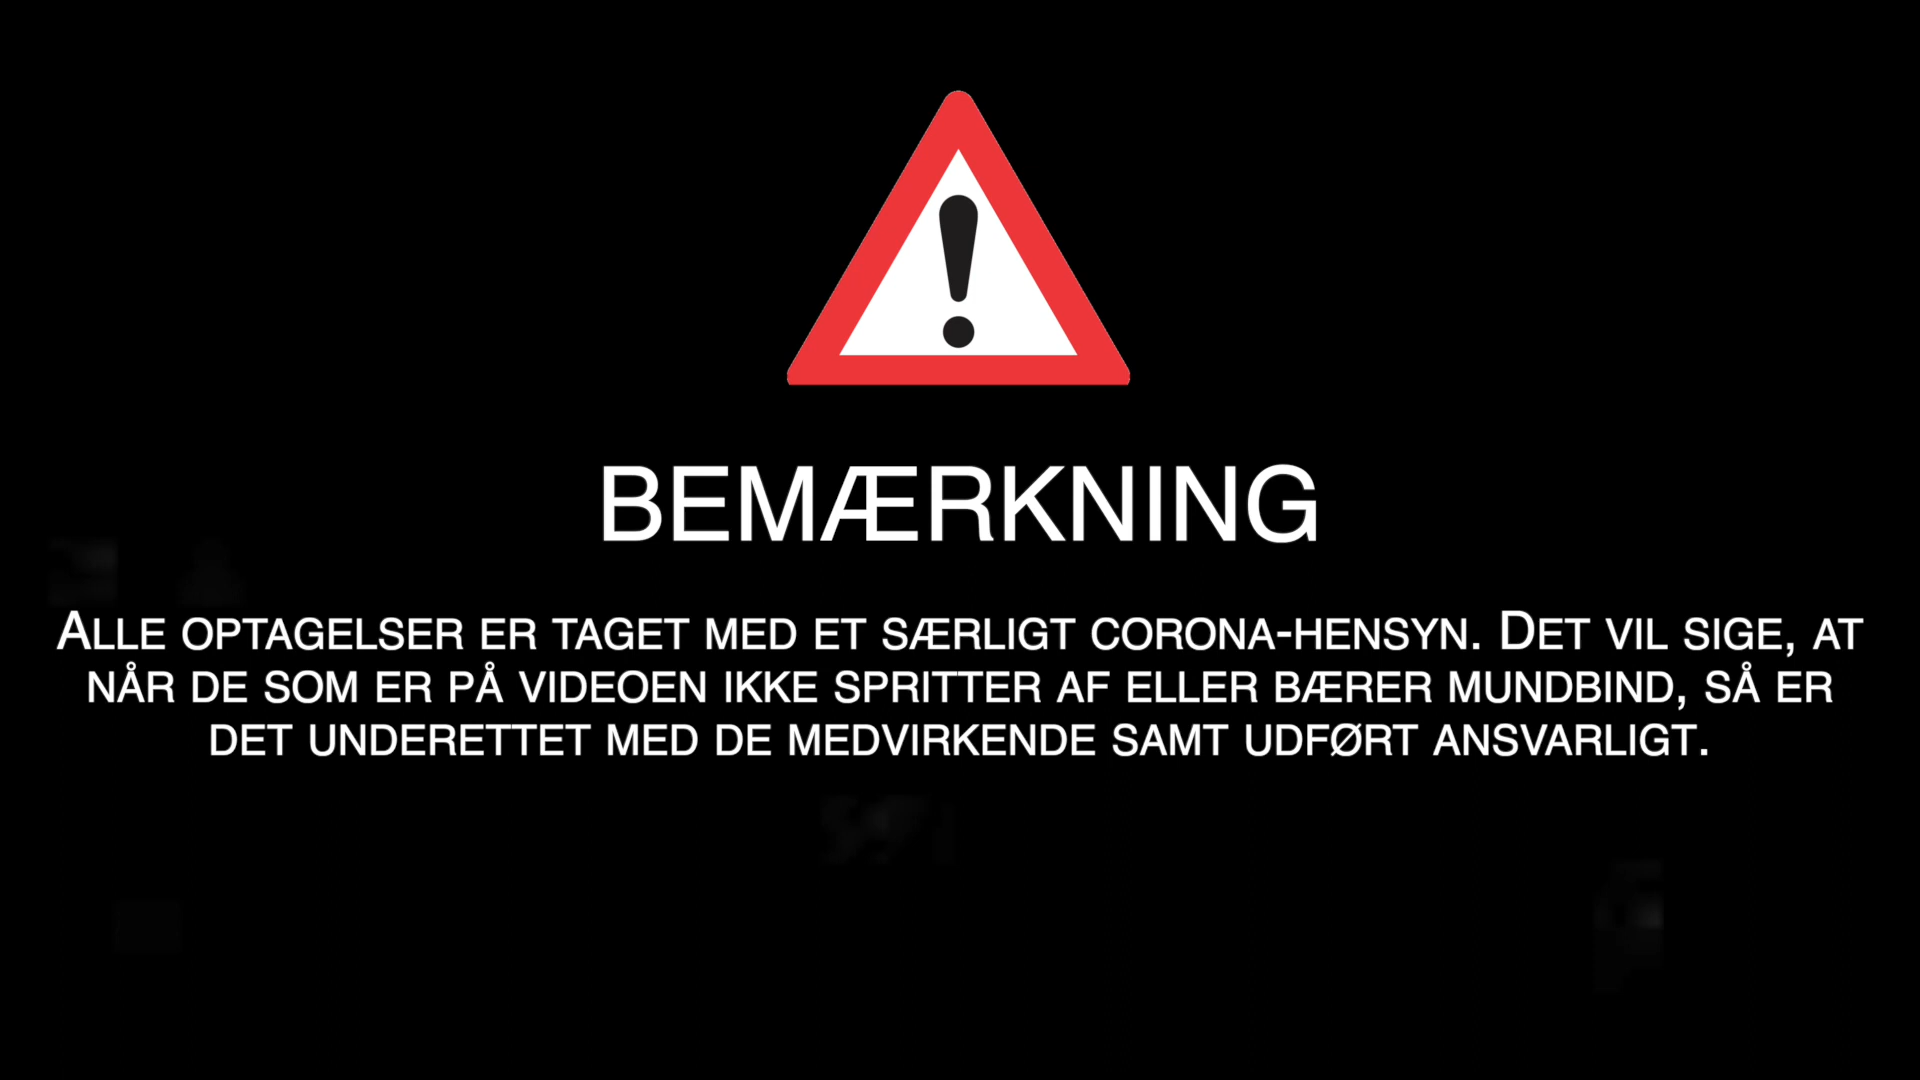 BEMÆRKNING
ALLE OPTAGELSER ER TAGET MED ET SÆRLIGT CORONA-HENSYN. DET VIL SIGE, AT
NÅR DE SOM ER PÅ VIDEOEN IKKE SPRITTER AF ELLER BÆRER MUNDBIND, SÅ ER
DET UNDERETTET MED DE MEDVIRKENDE SAMT UDFØRT ANSVARLIGT.